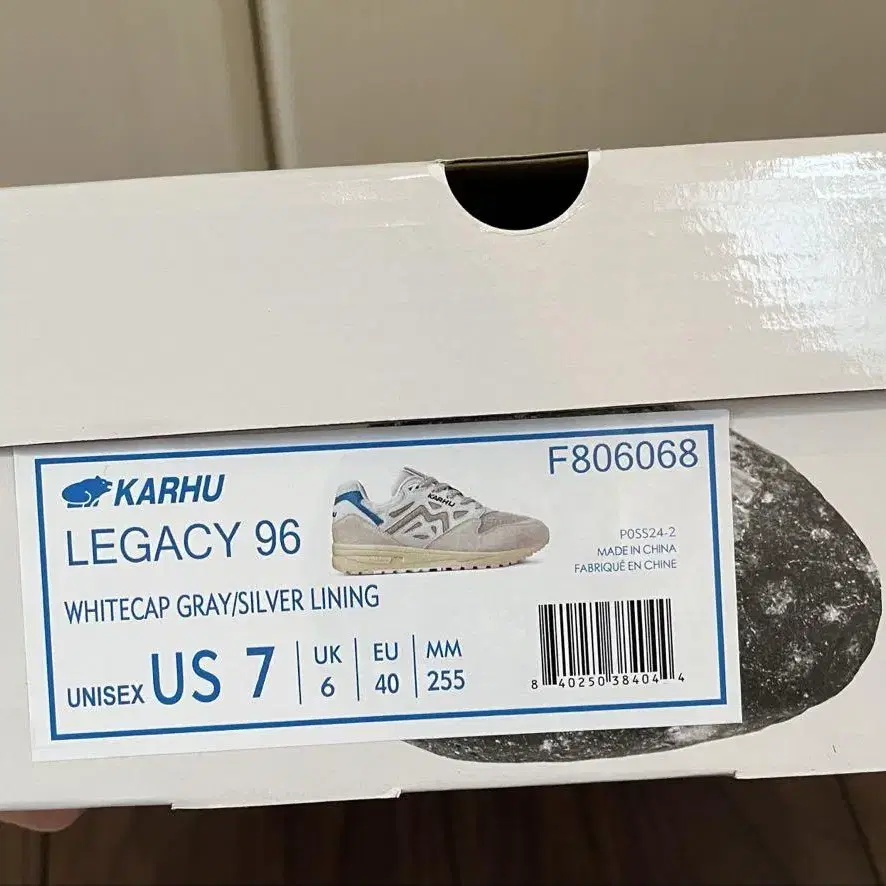 KARHU
F806068
LEGACY 96
KARHU
P0SS24-2
MADE IN CHINA
FABRIQUÉ EN CHINE
WHITECAP GRAY/SILVER LINING
UNISEX US 7
UK 6
EU 40
MM 255
8 40250 38404 4